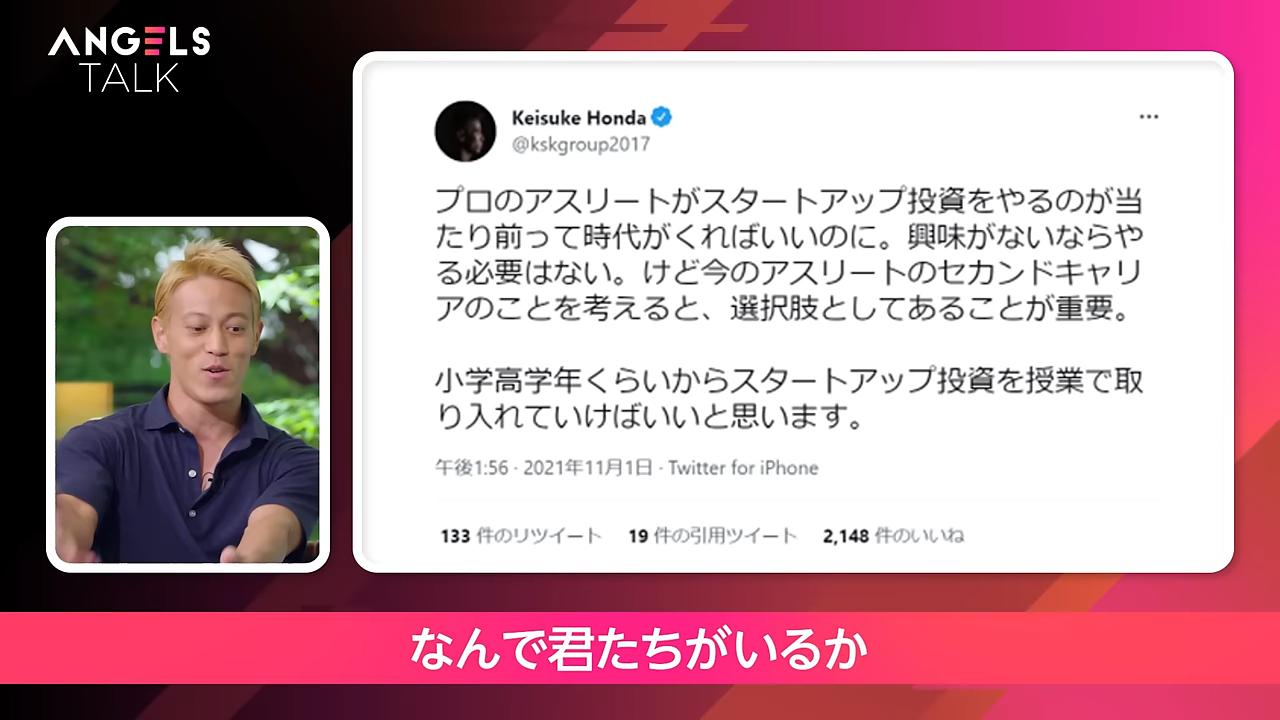 ANGELS
TALK
Keisuke Honda
@kskgroup2017
プロのアスリートがスタートアップ投資をやるのが当
たり前って時代がくればいいのに。興味がないならや
る必要はない。けど今のアスリートのセカンドキャリ
アのことを考えると、選択肢としてあることが重要。
小学高学年くらいからスタートアップ投資を授業で取
り入れていけばいいと思います。
午後1:56 · 2021年11月1日 · Twitter for iPhone
133 件のリツイート 19 件の引用ツイート 2,148 件のいいね
なんで君たちがいるか